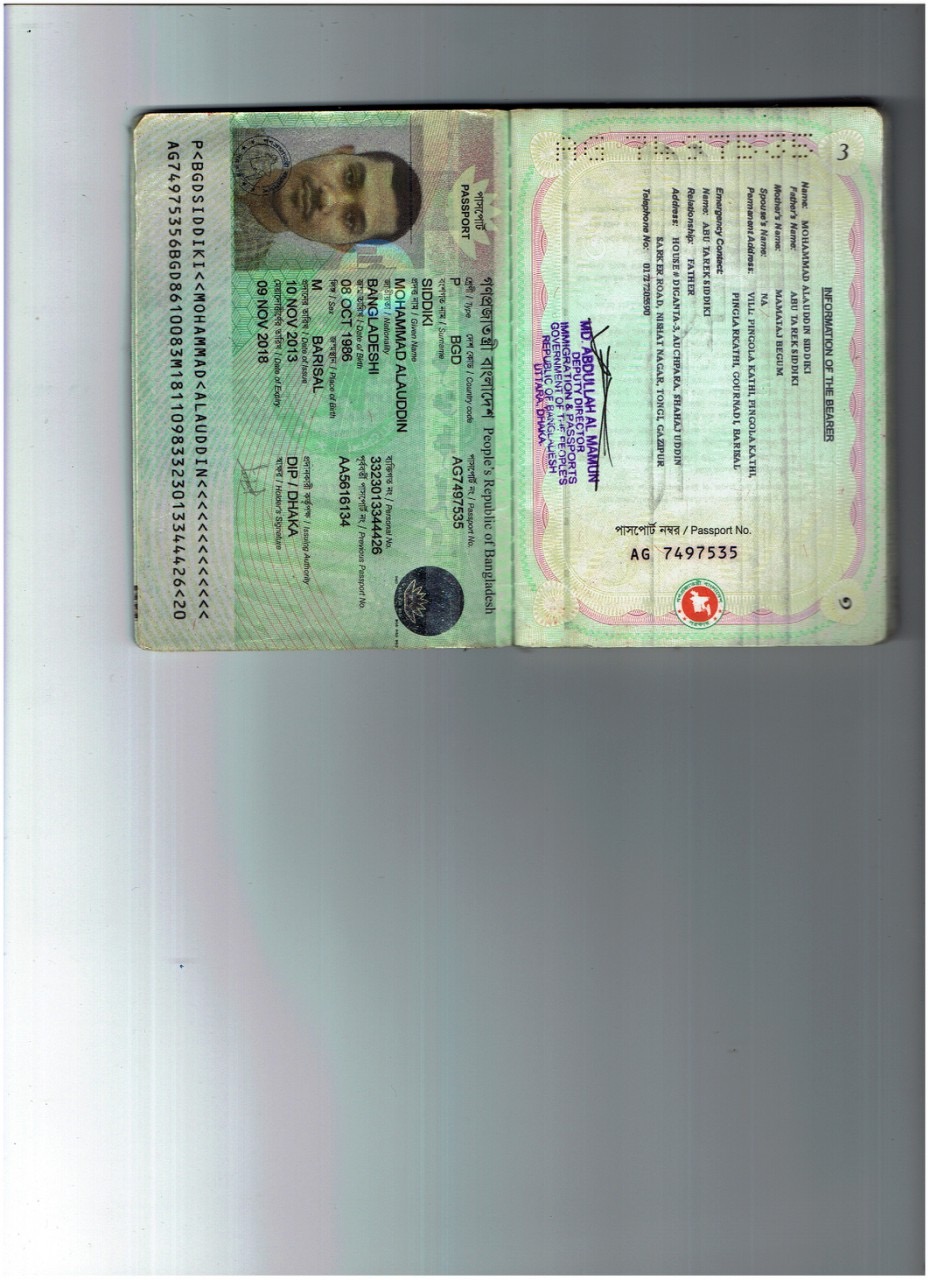 3
INFORMATION OF THE BEARER
Name: MOHAMMAD ALAUDDIN SIDDIKI
Father's Name: ABU TAREK SIDDIKI
Mother's Name: MAMATAJ BEGUM
Spouse's Name: NA
Permanent Address: VILL: PINGOLA KATHI, PINGOLA KATHI,
PINGLARKATHI, GOURNADI, BARISAL
Emergency Contact:
Name: ABU TAREK SIDDIKI
Relationship: FATHER
Address: HOUSE # DIGANTA-3, AUCHPARA, SHAHAJ UDDIN
SARKER ROAD, NISHAT NAGAR, TONGI, GAZIPUR
Telephone No:
MD. ABDULLAH AL MAMUN
DEPUTY DIRECTOR
IMMIGRATION & PASSPORTS
GOVERNMENT OF THE PEOPLE'S
REPUBLIC OF BANGLADESH
UTTARA, DHAKA
পাসপোর্ট নম্বর / Passport No.
AG 7497535
গণপ্রজাতন্ত্রী বাংলাদেশ People's Republic of Bangladesh
পাসপোর্ট
PASSPORT
শ্রেণী / Type দেশ কোড / Country code পাসপোর্ট নং / Passport No.
P BGD AG7497535
বংশগত নাম / Surname
SIDDIKI
প্রদত্ত নাম / Given Name
MOHAMMAD ALAUDDIN
জাতীয়তা / Nationality ব্যক্তিগত নং / Personal No.
BANGLADESHI 3323013344426
জন্ম তারিখ / Date of Birth পূর্ববর্তী পাসপোর্ট নং / Previous Passport No.
08 OCT 1986 AA5616134
লিঙ্গ / Sex জন্মস্থান / Place of Birth
M BARISAL
প্রদানের তারিখ / Date of Issue প্রদানকারী কর্তৃপক্ষ / Issuing Authority
10 NOV 2013 DIP / DHAKA
মেয়াদোত্তীর্ণের তারিখ / Date of Expiry স্বাক্ষর / Holder's Signature
09 NOV 2018
P<BGDSIDDIKI<<MOHAMMAD<ALAUDDIN<<<<<<<<<<<<<
AG74975356BGD8610083M18110983323013344426<20